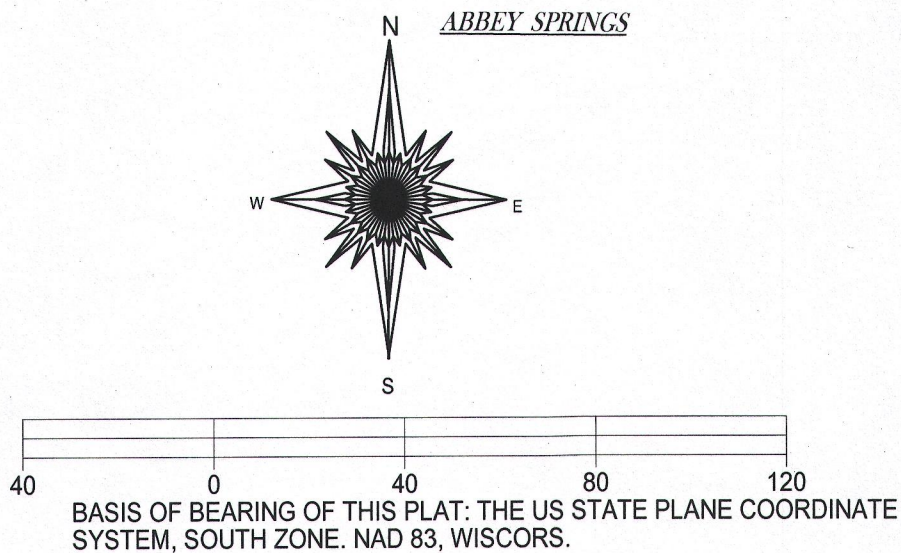 ABBEY SPRINGS
N
W E
S
40 0 40 80 120
BASIS OF BEARING OF THIS PLAT: THE US STATE PLANE COORDINATE
SYSTEM, SOUTH ZONE. NAD 83, WISCORS.